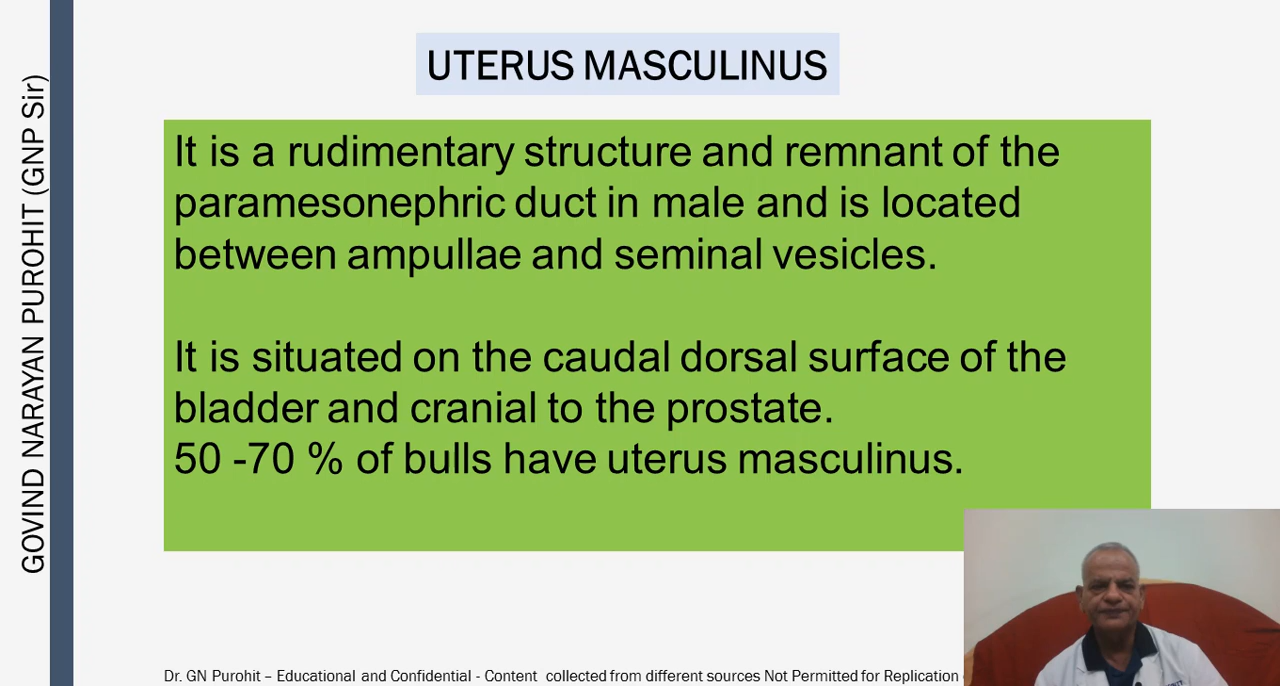 UTERUS MASCULINUS
It is a rudimentary structure and remnant of the
paramesonephric duct in male and is located
between ampullae and seminal vesicles.
It is situated on the caudal dorsal surface of the
bladder and cranial to the prostate.
50 -70 % of bulls have uterus masculinus.
GOVIND NARAYAN PUROHIT (GNP Sir)
Dr. GN Purohit – Educational and Confidential - Content collected from different sources Not Permitted for Replication